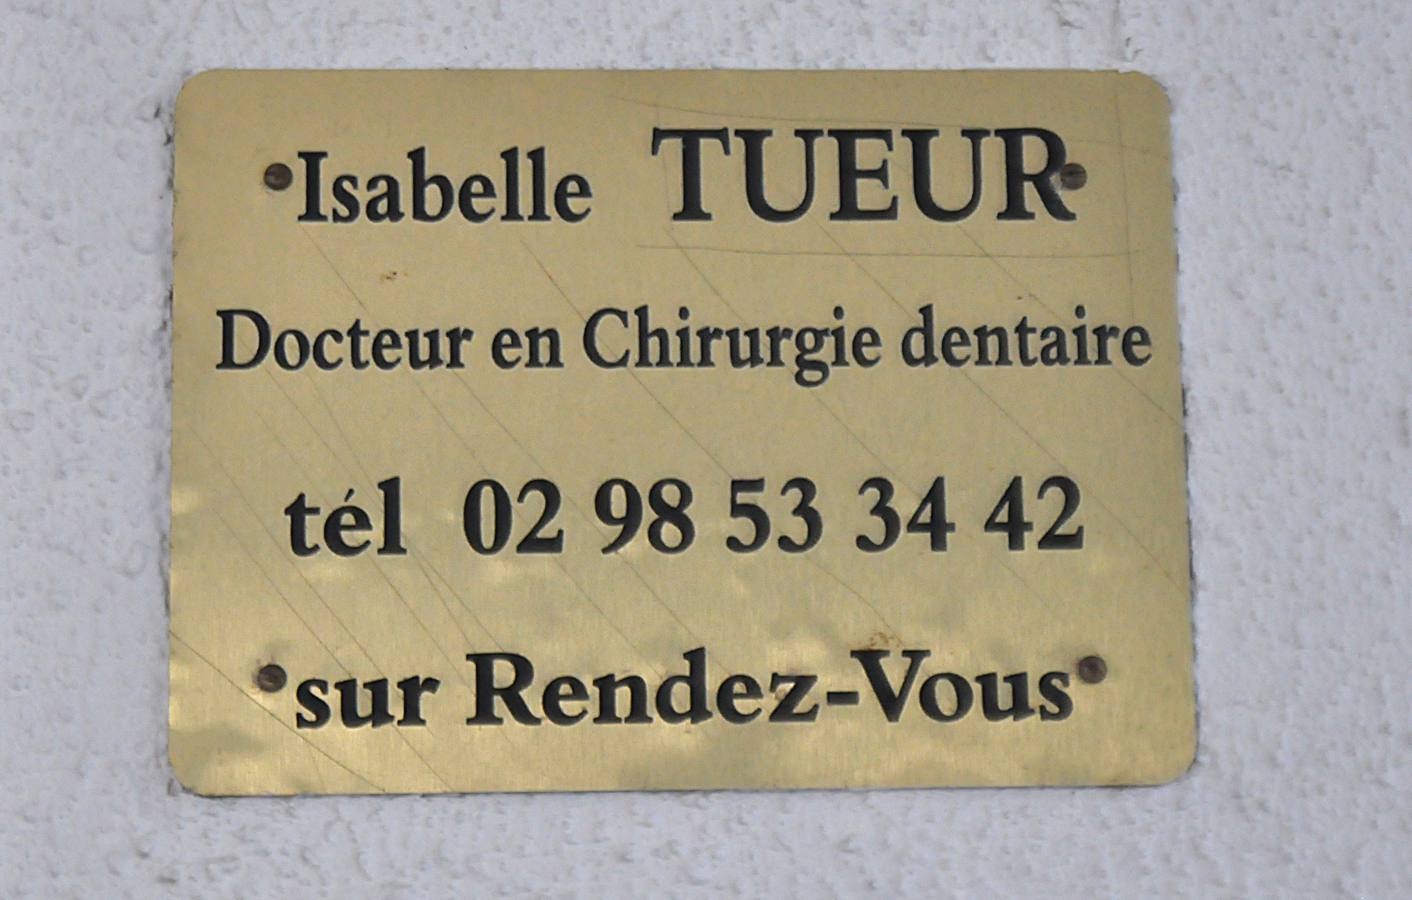 Isabelle TUEUR
Docteur en Chirurgie dentaire
tél 02 98 53 34 42
sur Rendez-Vous